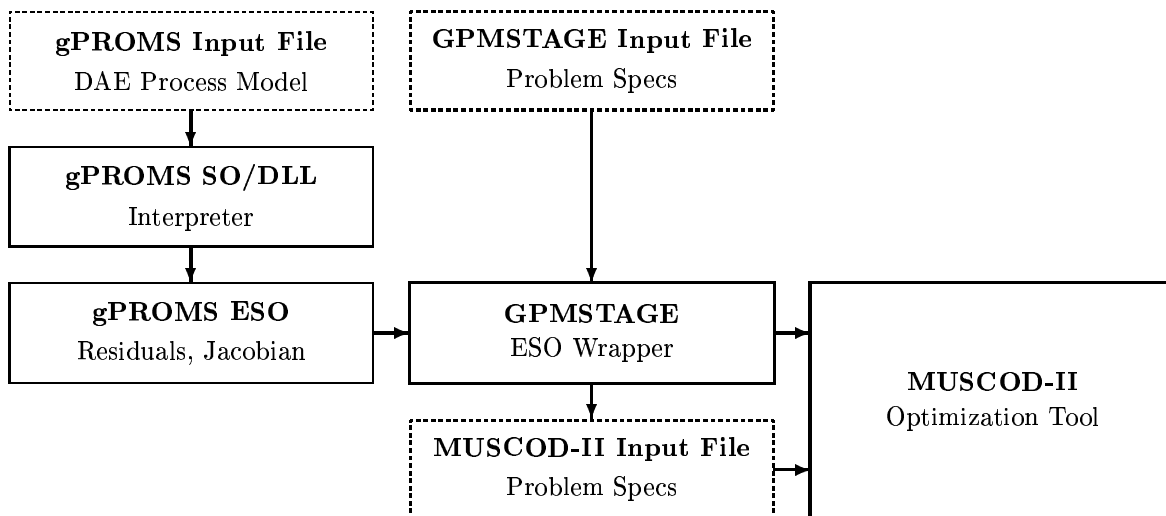 gPROMS Input File
DAE Process Model
GPMSTAGE Input File
Problem Specs
gPROMS SO/DLL
Interpreter
gPROMS ESO
Residuals, Jacobian
GPMSTAGE
ESO Wrapper
MUSCOD-II
Optimization Tool
MUSCOD-II Input File
Problem Specs